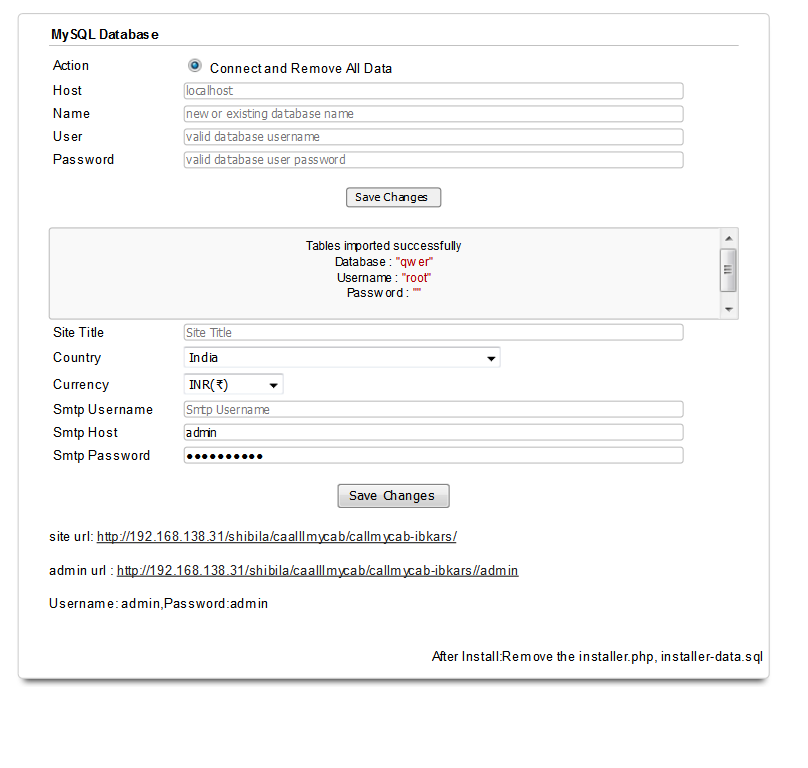 MySQL Database
Action Connect and Remove All Data
Host localhost
Name new or existing database name
User valid database username
Password valid database user password
Save Changes
Tables imported successfully
Database : "qwer"
Username : "root"
Password : ""
Site Title Site Title
Country India
Currency INR(₹)
Smtp Username Smtp Username
Smtp Host admin
Smtp Password ●●●●●●●●●●
Save Changes
site url: http://192.168.138.31/shibila/caalllmycab/callmycab-ibkars/
admin url : http://192.168.138.31/shibila/caalllmycab/callmycab-ibkars//admin
Username: admin,Password:admin
After Install:Remove the installer.php, installer-data.sql